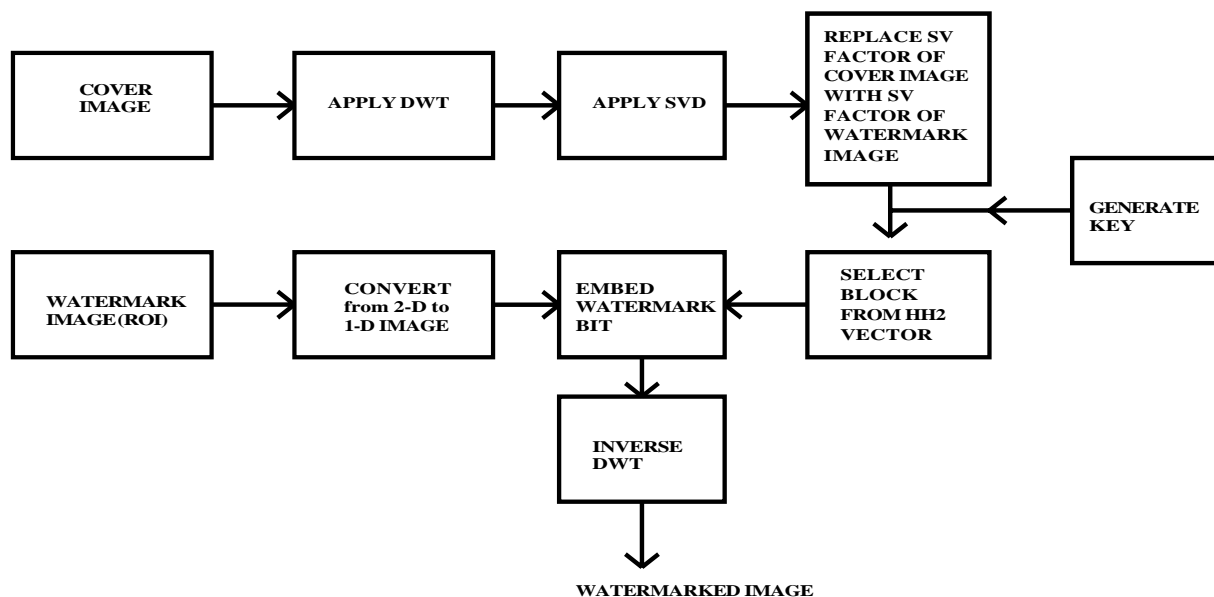 COVER
IMAGE
APPLY DWT
APPLY SVD
REPLACE SV
FACTOR OF
COVER IMAGE
WITH SV
FACTOR OF
WATERMARK
IMAGE
GENERATE
KEY
WATERMARK
IMAGE(ROI)
CONVERT
from 2-D to
1-D IMAGE
EMBED
WATERMARK
BIT
SELECT
BLOCK
FROM HH2
VECTOR
INVERSE
DWT
WATERMARKED IMAGE